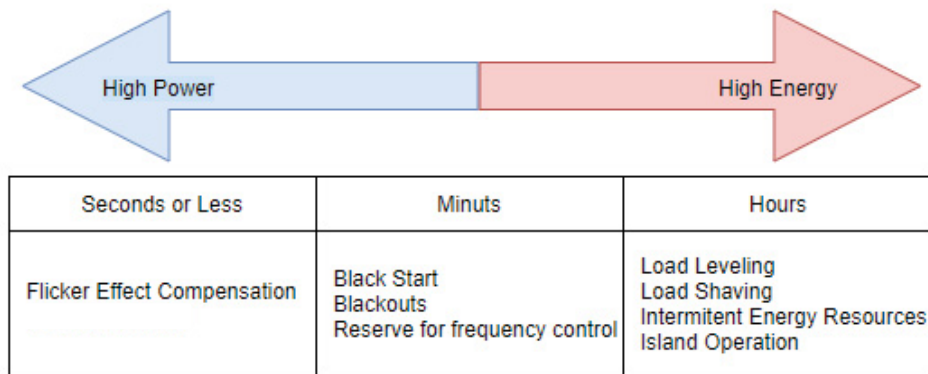 High Power
High Energy
Seconds or Less
Minuts
Hours
Flicker Effect Compensation
Black Start
Blackouts
Reserve for frequency control
Load Leveling
Load Shaving
Intermitent Energy Resources
Island Operation